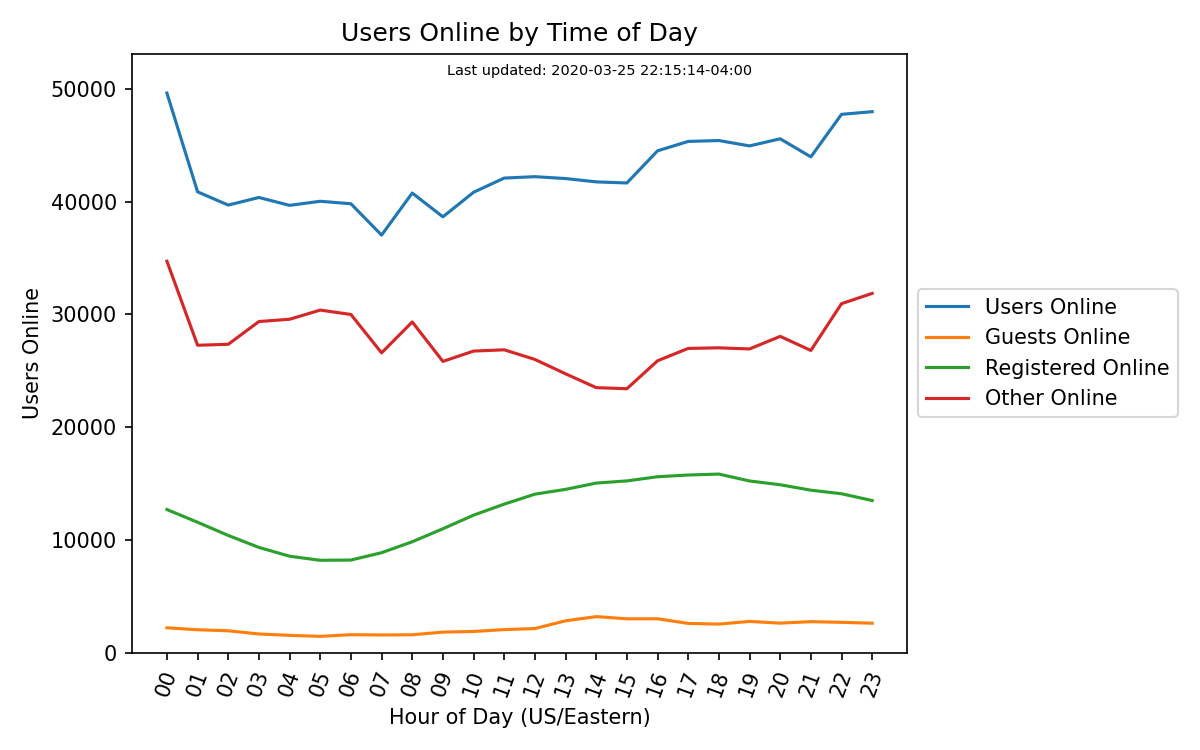 Users Online by Time of Day
Last updated: 2020-03-25 22:15:14-04:00
50000
40000
30000
20000
10000
0
Users Online
00 01 02 03 04 05 06 07 08 09 10 11 12 13 14 15 16 17 18 19 20 21 22 23
Hour of Day (US/Eastern)
Users Online
Guests Online
Registered Online
Other Online